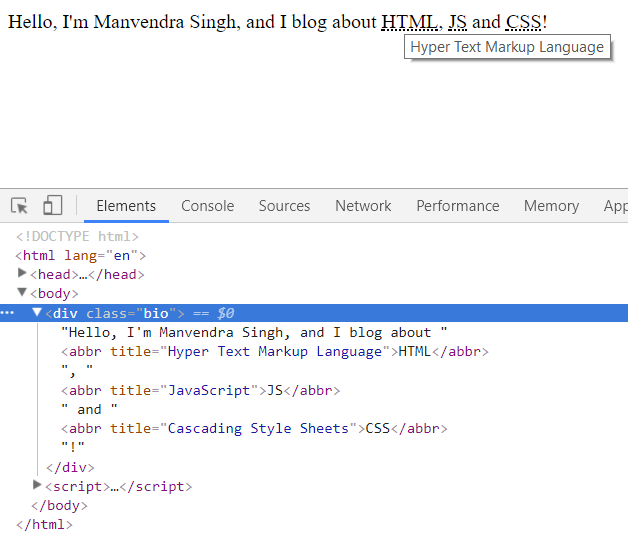 Hello, I'm Manvendra Singh, and I blog about HTML, JS and CSS!
Hyper Text Markup Language
Elements Console Sources Network Performance Memory App
<!DOCTYPE html>
<html lang="en">
<head>…</head>
<body>
… <div class="bio"> == $0
"Hello, I'm Manvendra Singh, and I blog about "
<abbr title="Hyper Text Markup Language">HTML</abbr>
", "
<abbr title="JavaScript">JS</abbr>
" and "
<abbr title="Cascading Style Sheets">CSS</abbr>
"!"
</div>
<script>…</script>
</body>
</html>